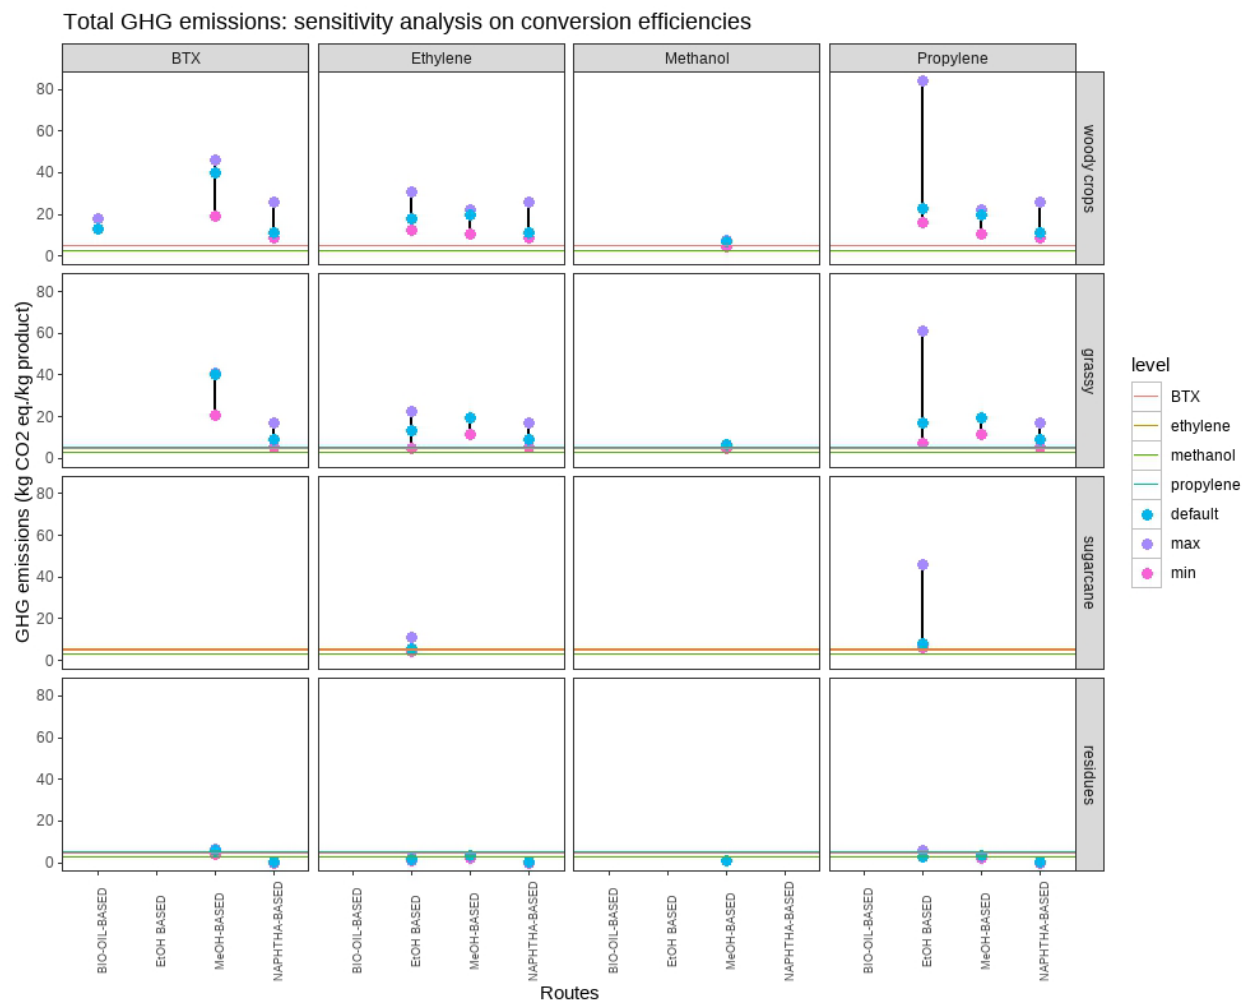 Total GHG emissions: sensitivity analysis on conversion efficiencies
BTX
Ethylene
Methanol
Propylene
80
60
40
20
0
woody crops
80
60
40
20
0
grassy
80
60
40
20
0
sugarcane
80
60
40
20
0
residues
GHG emissions (kg CO2 eq./kg product)
BIO-OIL-BASED
EtOH BASED
MeOH-BASED
NAPHTHA-BASED
BIO-OIL-BASED
EtOH BASED
MeOH-BASED
NAPHTHA-BASED
BIO-OIL-BASED
EtOH BASED
MeOH-BASED
NAPHTHA-BASED
BIO-OIL-BASED
EtOH BASED
MeOH-BASED
NAPHTHA-BASED
Routes
level
BTX
ethylene
methanol
propylene
default
max
min